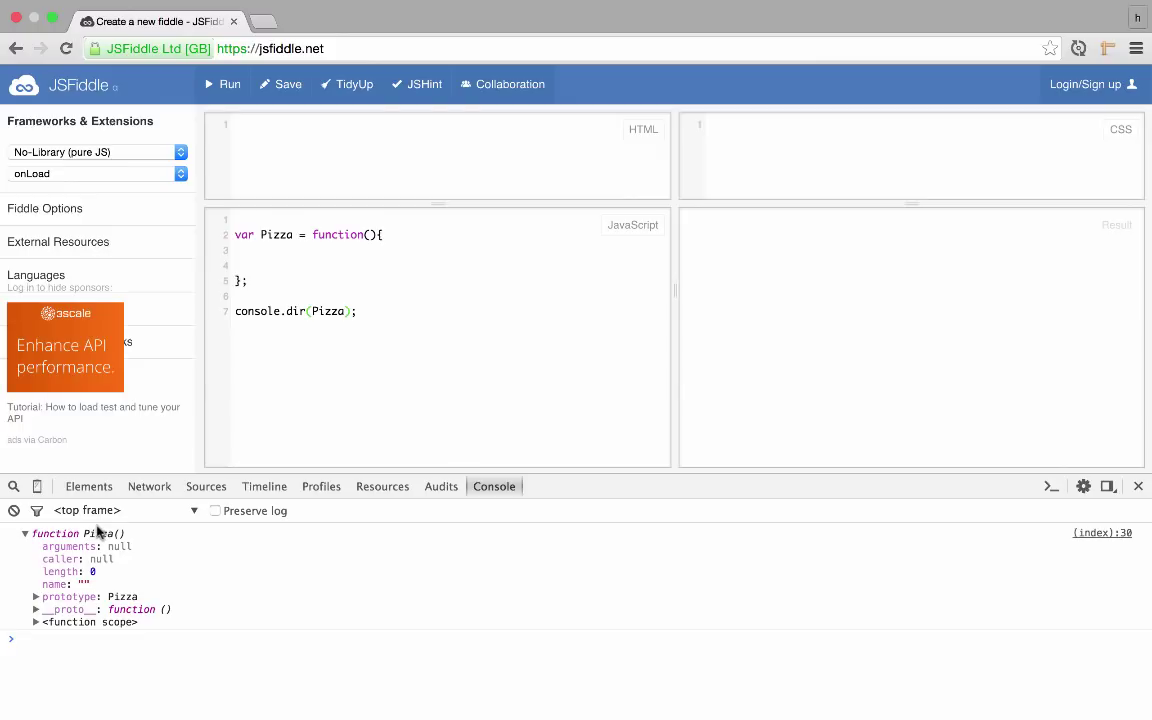 Create a new fiddle - JSFid
h
JSFiddle Ltd [GB] https://jsfiddle.net
JSFiddle α
Run Save TidyUp JSHint Collaboration Login/Sign up
Frameworks & Extensions
No-Library (pure JS)
onLoad
Fiddle Options
External Resources
Languages
Log in to hide sponsors:
3scale
Enhance API
performance.
ks
Tutorial: How to load test and tune your
API
ads via Carbon
1 HTML
1 CSS
JavaScript
1
2 var Pizza = function(){
3
4
5 };
6
7 console.dir(Pizza);
Result
Elements Network Sources Timeline Profiles Resources Audits Console
<top frame> Preserve log
function Pizza() (index):30
arguments: null
caller: null
length: 0
name: ""
prototype: Pizza
__proto__: function ()
<function scope>